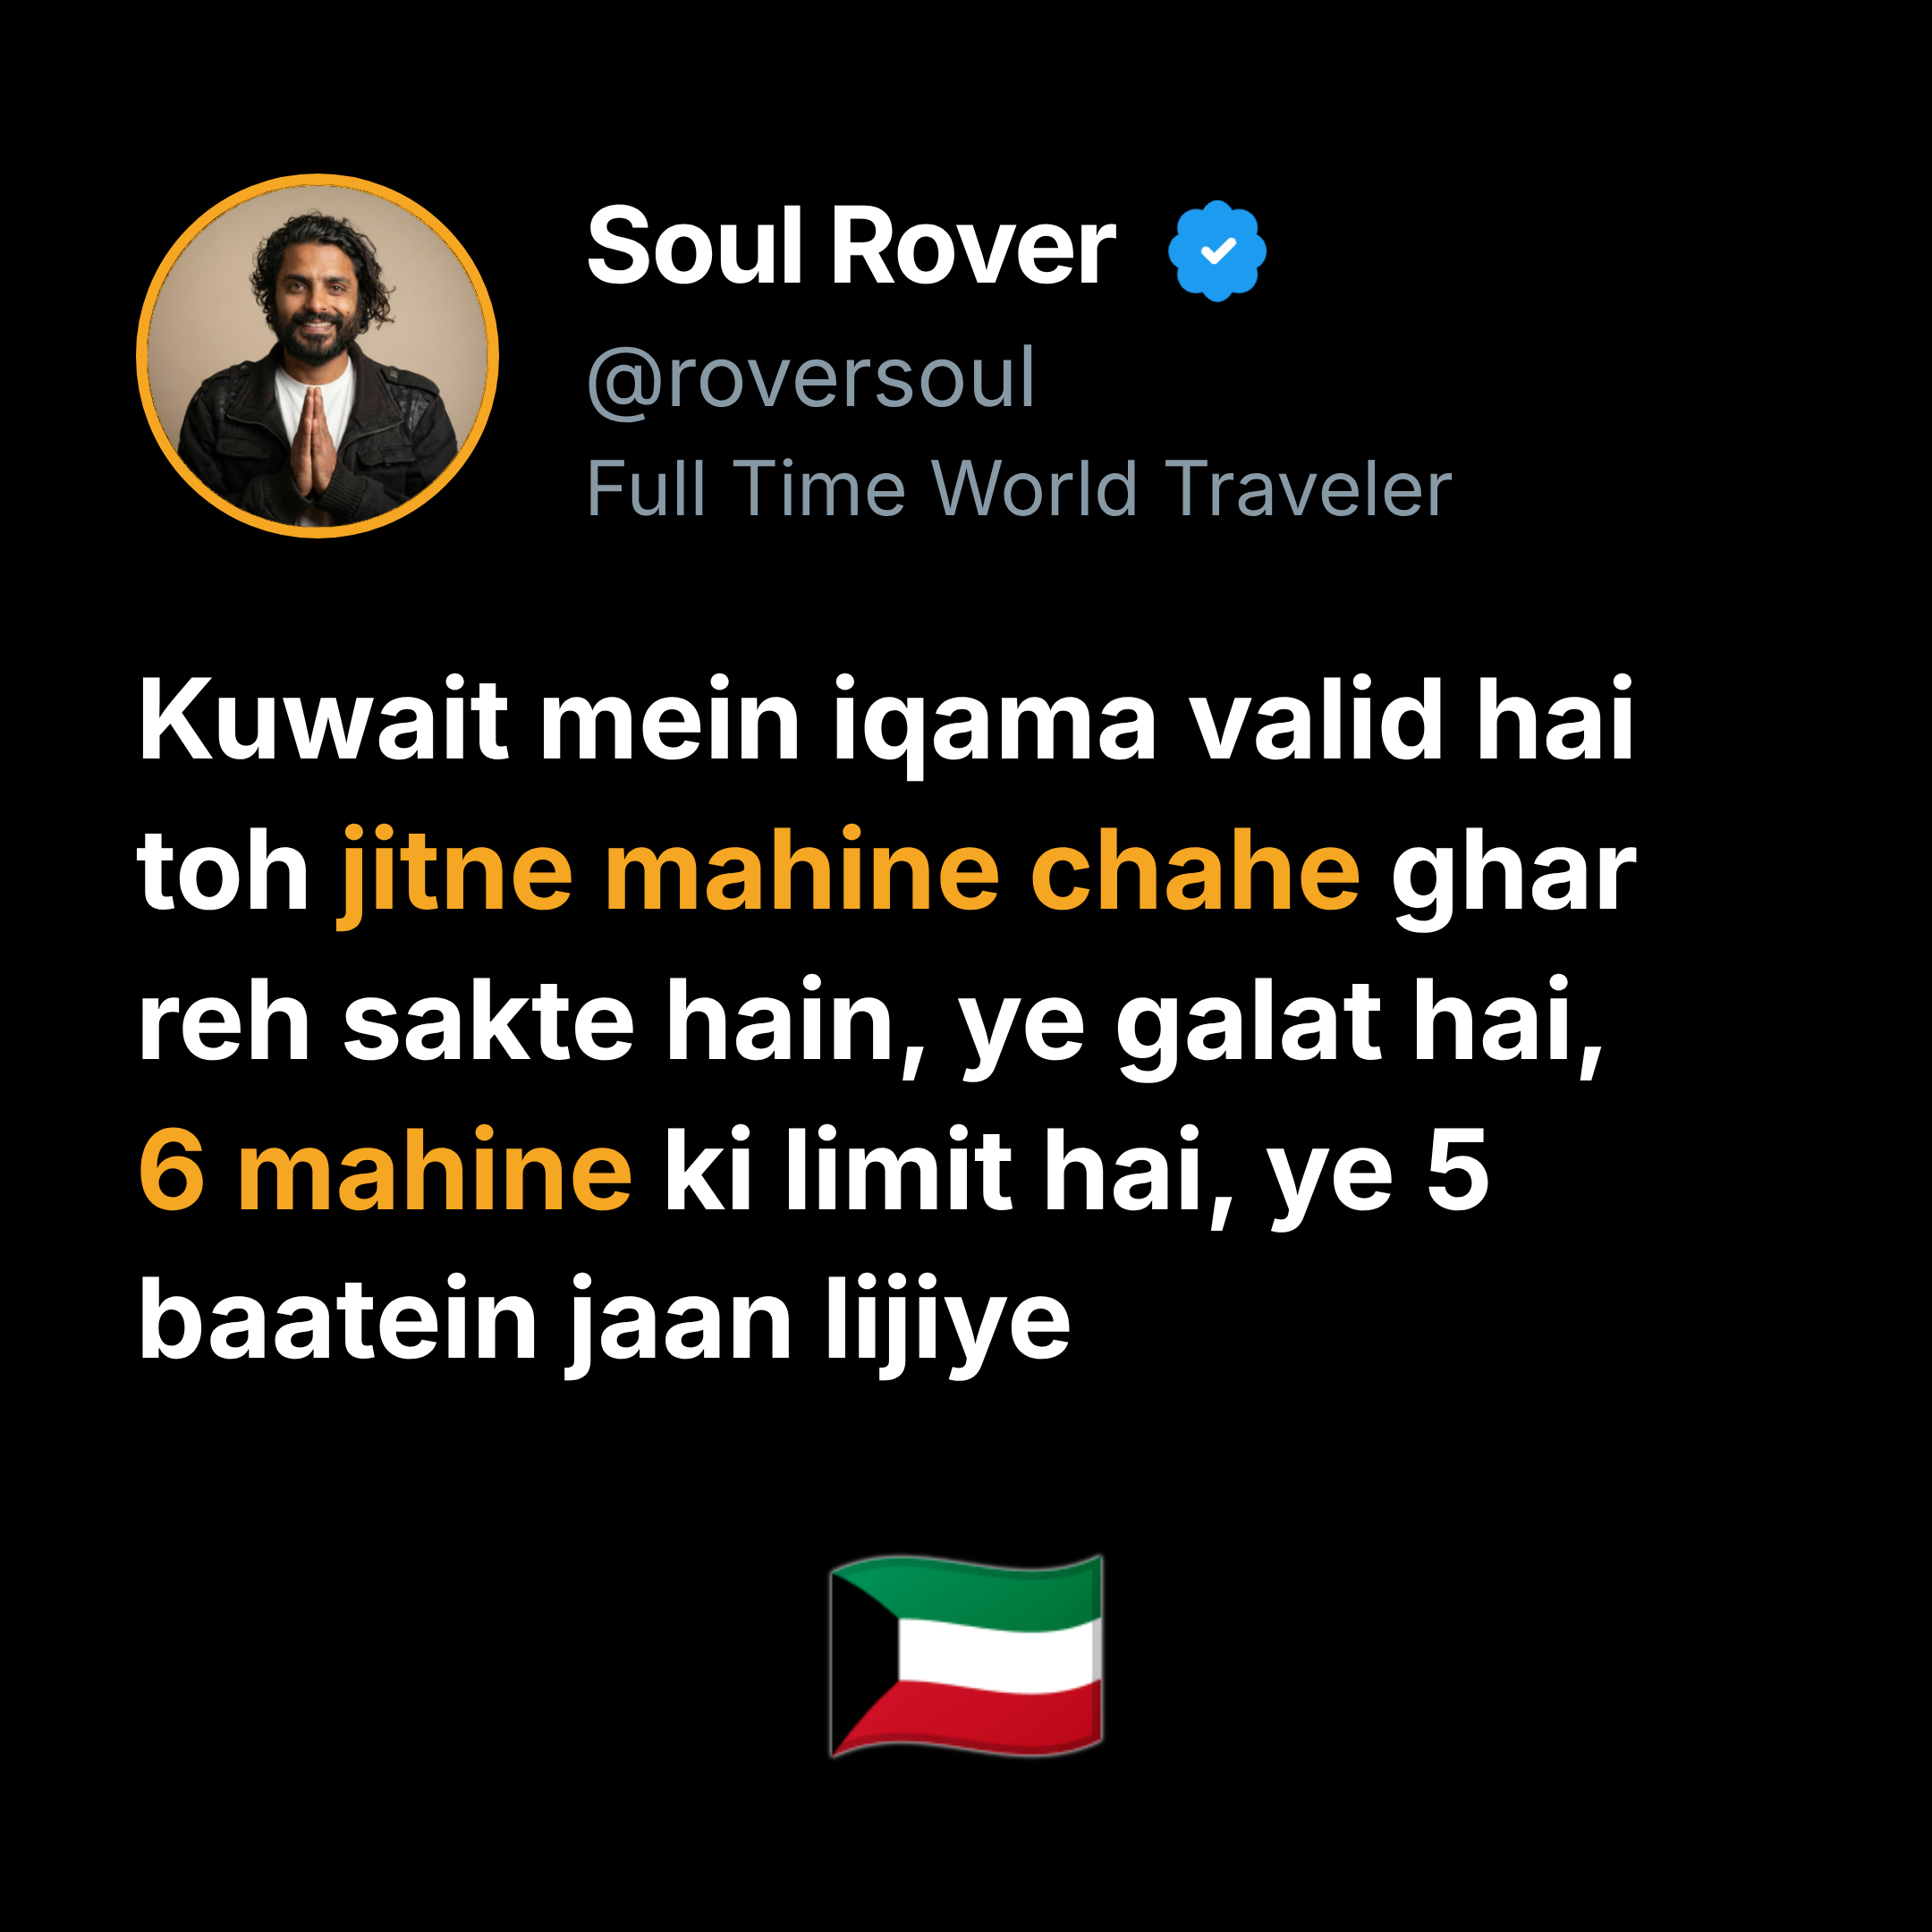 Soul Rover
@roversoul
Full Time World Traveler
Kuwait mein iqama valid hai
toh jitne mahine chahe ghar
reh sakte hain, ye galat hai,
6 mahine ki limit hai, ye 5
baatein jaan lijiye